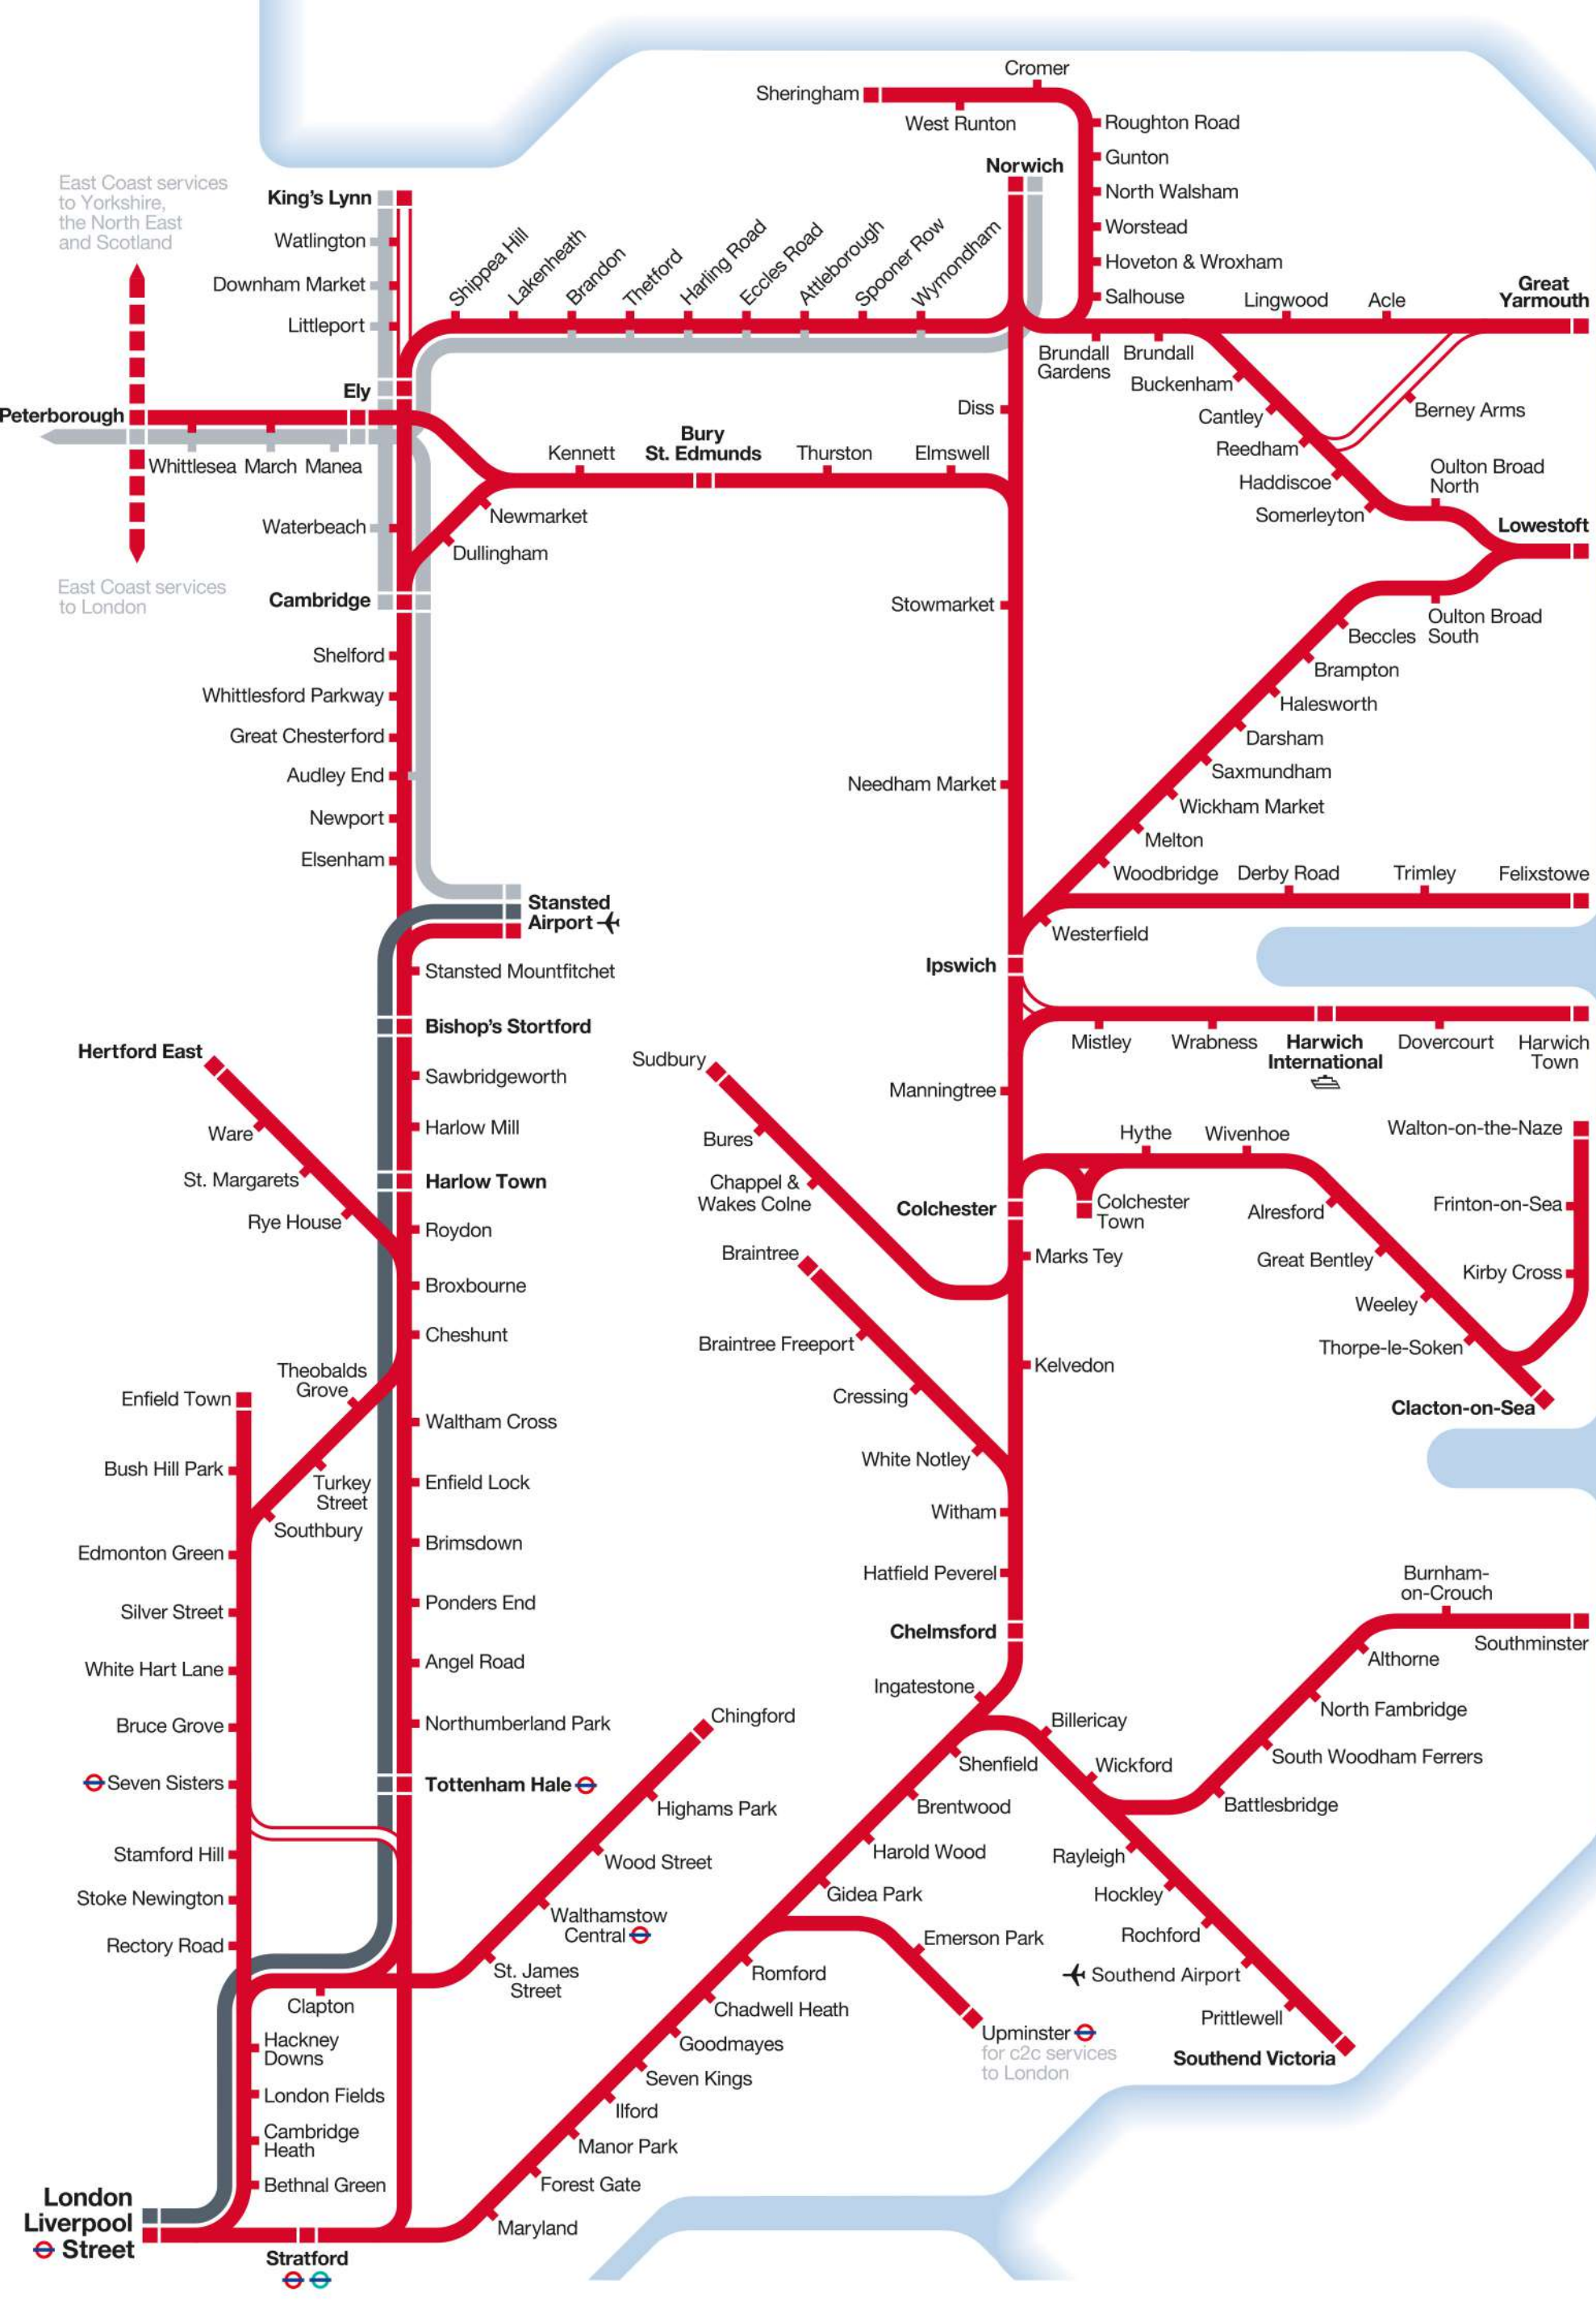 Cromer
Sheringham
West Runton
Roughton Road
Gunton
North Walsham
Worstead
Hoveton & Wroxham
Salhouse
Norwich
East Coast services
to Yorkshire,
the North East
and Scotland
King's Lynn
Watlington
Downham Market
Littleport
Ely
Peterborough
Whittlesea
March
Manea
East Coast services
to London
Waterbeach
Cambridge
Shippea Hill
Lakenheath
Brandon
Thetford
Harling Road
Eccles Road
Attleborough
Spooner Row
Wymondham
Lingwood
Acle
Great
Yarmouth
Brundall
Gardens
Brundall
Buckenham
Cantley
Reedham
Haddiscoe
Somerleyton
Berney Arms
Oulton Broad
North
Lowestoft
Oulton Broad
South
Beccles
Brampton
Halesworth
Darsham
Saxmundham
Wickham Market
Melton
Woodbridge
Derby Road
Trimley
Felixstowe
Westerfield
Diss
Kennett
Bury
St. Edmunds
Thurston
Elmswell
Newmarket
Dullingham
Stowmarket
Needham Market
Ipswich
Shelford
Whittlesford Parkway
Great Chesterford
Audley End
Newport
Elsenham
Stansted
Airport
Stansted Mountfitchet
Bishop's Stortford
Sawbridgeworth
Harlow Mill
Harlow Town
Roydon
Broxbourne
Cheshunt
Hertford East
Ware
St. Margarets
Rye House
Mistley
Wrabness
Harwich
International
Dovercourt
Harwich
Town
Manningtree
Sudbury
Bures
Chappel &
Wakes Colne
Colchester
Hythe
Wivenhoe
Colchester
Town
Alresford
Great Bentley
Weeley
Thorpe-le-Soken
Clacton-on-Sea
Walton-on-the-Naze
Frinton-on-Sea
Kirby Cross
Marks Tey
Kelvedon
Braintree
Braintree Freeport
Cressing
White Notley
Witham
Hatfield Peverel
Chelmsford
Ingatestone
Theobalds
Grove
Turkey
Street
Southbury
Enfield Town
Bush Hill Park
Edmonton Green
Silver Street
White Hart Lane
Bruce Grove
Seven Sisters
Stamford Hill
Stoke Newington
Rectory Road
Waltham Cross
Enfield Lock
Brimsdown
Ponders End
Angel Road
Northumberland Park
Tottenham Hale
Chingford
Highams Park
Wood Street
Walthamstow
Central
St. James
Street
Clapton
Hackney
Downs
London Fields
Cambridge
Heath
Bethnal Green
London
Liverpool
Street
Stratford
Shenfield
Brentwood
Harold Wood
Gidea Park
Romford
Chadwell Heath
Goodmayes
Seven Kings
Ilford
Manor Park
Forest Gate
Maryland
Emerson Park
Upminster
for c2c services
to London
Billericay
Wickford
Battlesbridge
South Woodham Ferrers
North Fambridge
Althorne
Burnham-
on-Crouch
Southminster
Rayleigh
Hockley
Rochford
Southend Airport
Prittlewell
Southend Victoria